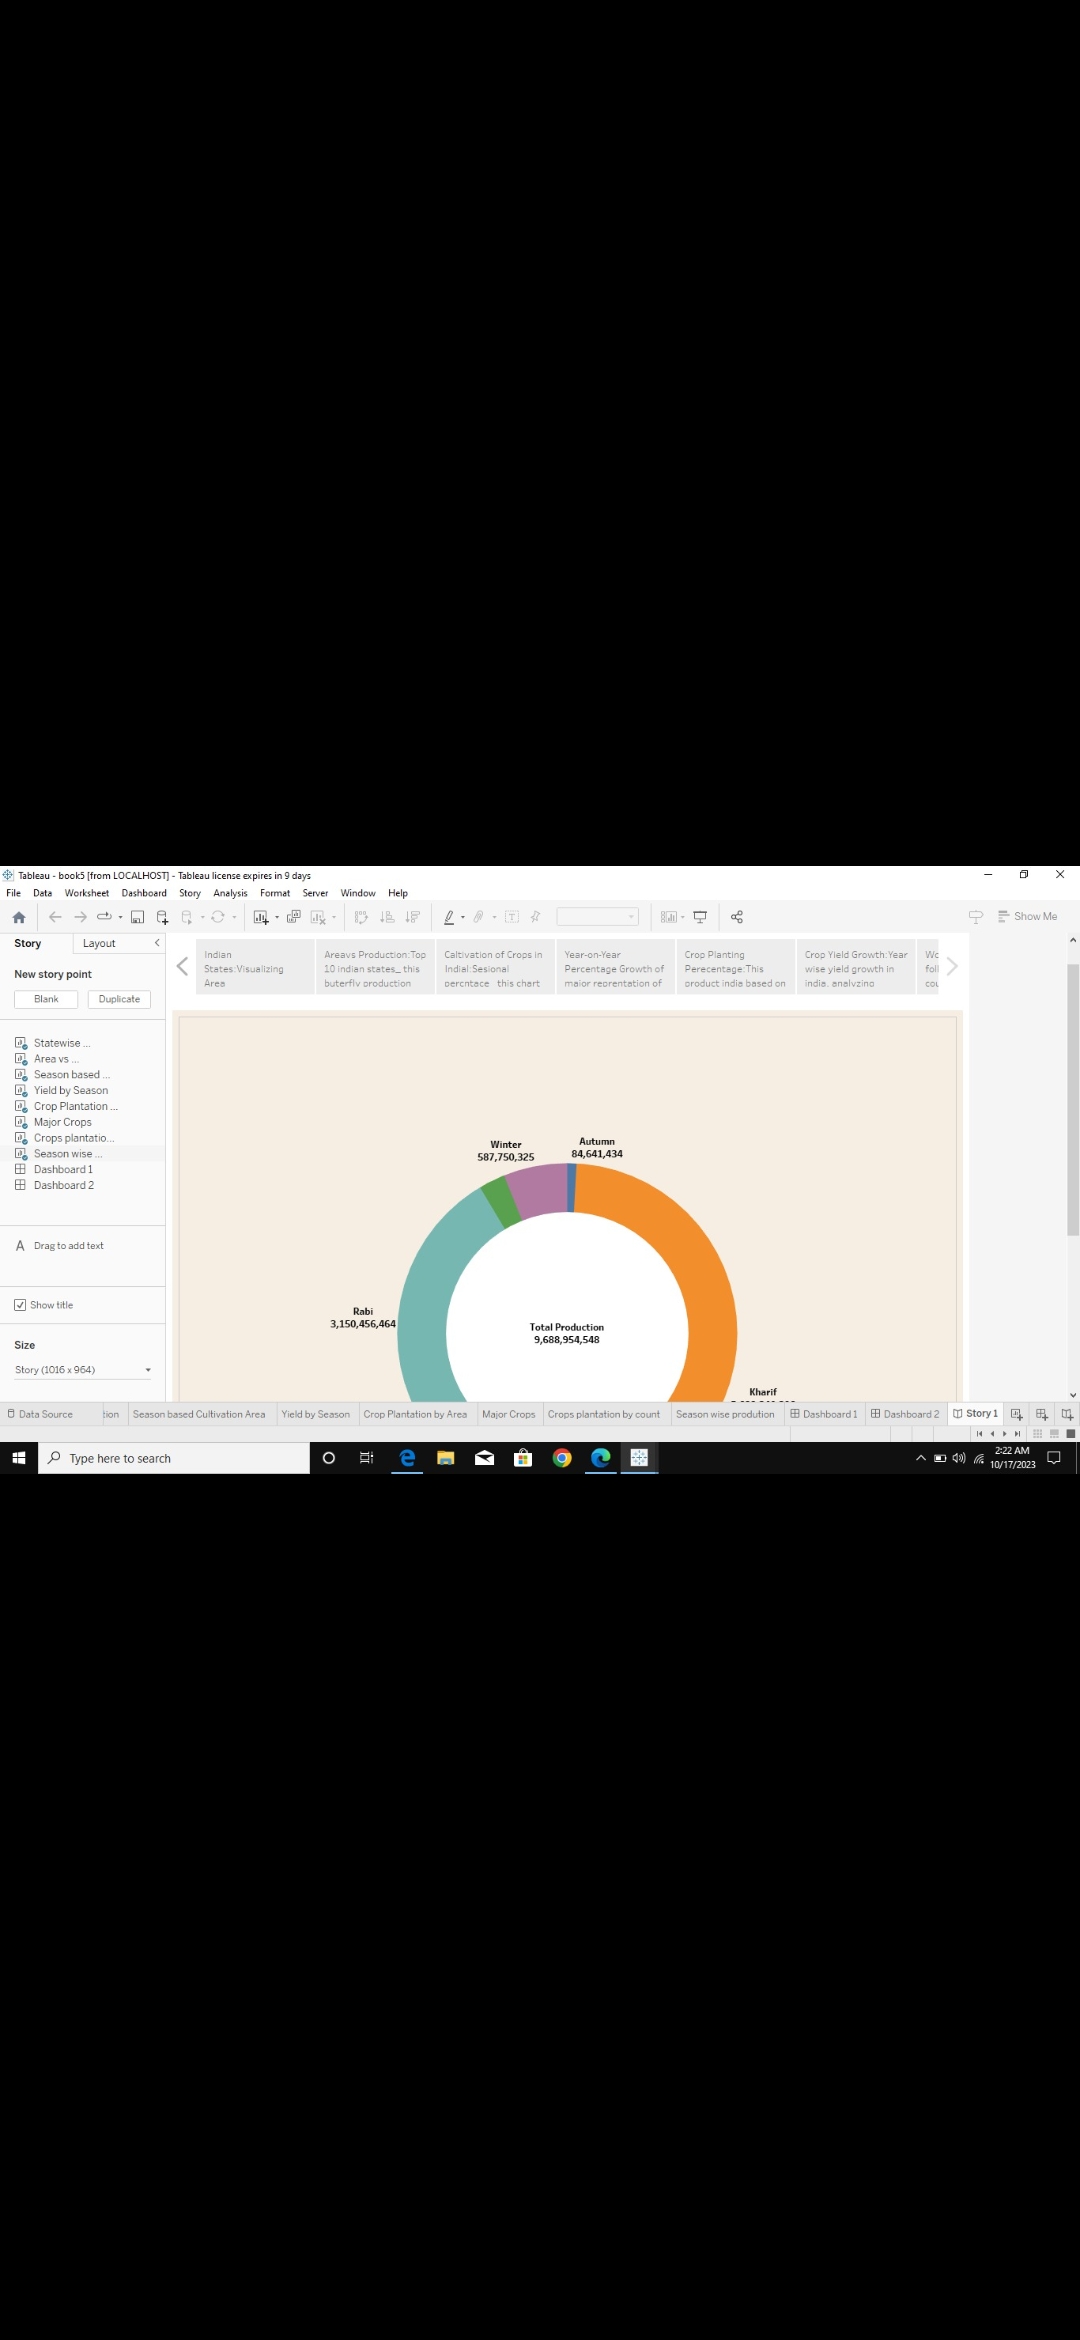 Tableau - book5 [from LOCALHOST] - Tableau license expires in 9 days
File Data Worksheet Dashboard Story Analysis Format Server Window Help
Show Me
Story Layout
New story point
Blank Duplicate
Statewise ...
Area vs ...
Season based ...
Yield by Season
Crop Plantation ...
Major Crops
Crops plantatio...
Season wise ...
Dashboard 1
Dashboard 2
A Drag to add text
Show title
Size
Story (1016 x 964)
Indian
States:Visualizing
Area
Areavs Production:Top
10 indian states_ this
buterfly production
Caltivation of Crops in
Indial:Sesional
percntace this chart
Year-on-Year
Percentage Growth of
major reprentation of
Crop Planting
Perecentage:This
product india based on
Crop Yield Growth:Year
wise yield growth in
india, analyzing
Winter
587,750,325
Autumn
84,641,434
Rabi
3,150,456,464
Total Production
9,688,954,548
Kharif
Data Source tion Season based Cultivation Area Yield by Season Crop Plantation by Area Major Crops Crops plantation by count Season wise prodution Dashboard 1 Dashboard 2 Story 1
Type here to search
2:22 AM
10/17/2023